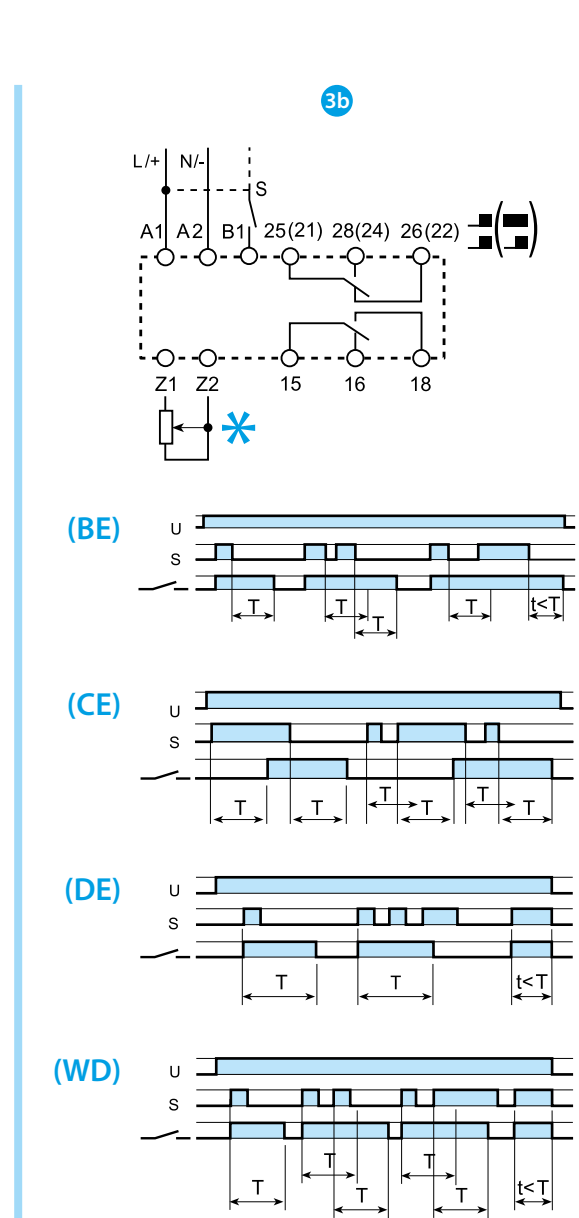 3b
L/+ N/-
S
A1 A2 B1 25(21) 28(24) 26(22)
Z1 Z2 15 16 18
*
(BE)
U
S
T T T t<T
T
(CE)
U
S
T T
T T T T
(DE)
U
S
T T t<T
(WD)
U
S
T T
T T T t<T